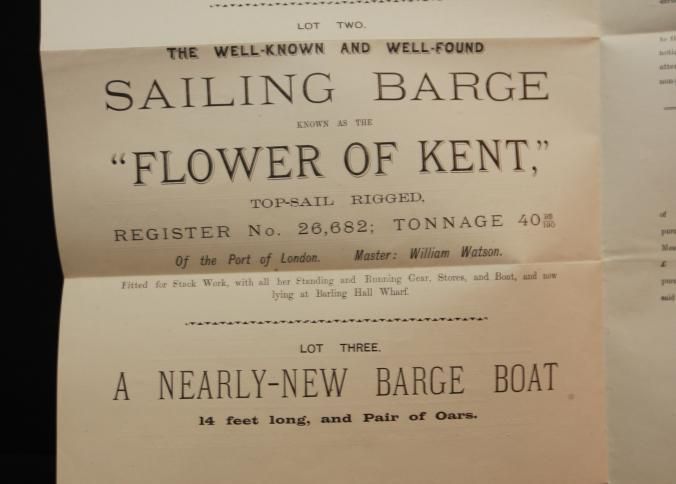 LOT TWO.
THE WELL-KNOWN AND WELL-FOUND
SAILING BARGE
KNOWN AS THE
"FLOWER OF KENT,"
TOP-SAIL RIGGED,
REGISTER No. 26,682; TONNAGE 40
Of the Port of London. Master: William Watson.
Fitted for Stack Work, with all her Standing and Running Gear, Stores, and Boat, and now
lying at Barling Hall Wharf.
LOT THREE.
A NEARLY-NEW BARGE BOAT
14 feet long, and Pair of Oars.
of
£
said